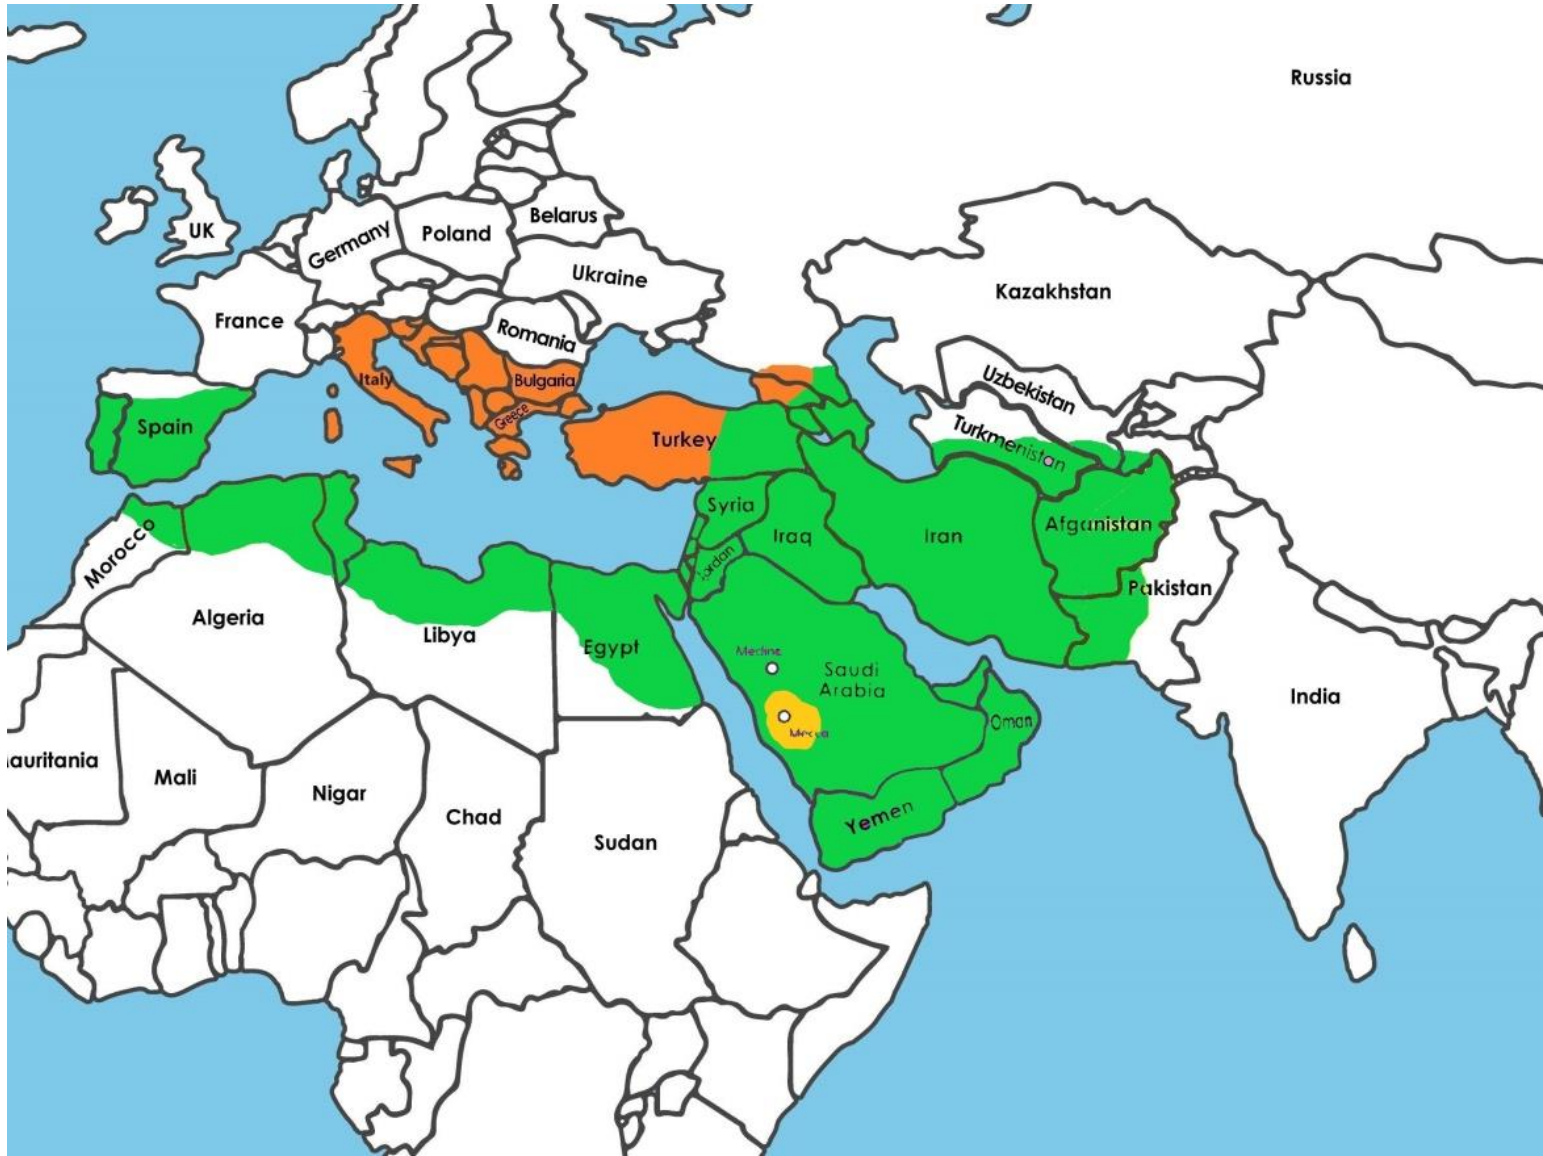 Russia
Belarus
UK
Germany
Poland
Ukraine
Kazakhstan
France
Romania
Uzbekistan
Italy
Bulgaria
Greece
Spain
Turkey
Turkmenistan
Syria
Iraq
Iran
Afganistan
Morocco
Jordan
Pakistan
Algeria
Libya
Egypt
Medina
Saudi
Arabia
India
Oman
Mecca
auritania
Mali
Nigar
Chad
Yemen
Sudan